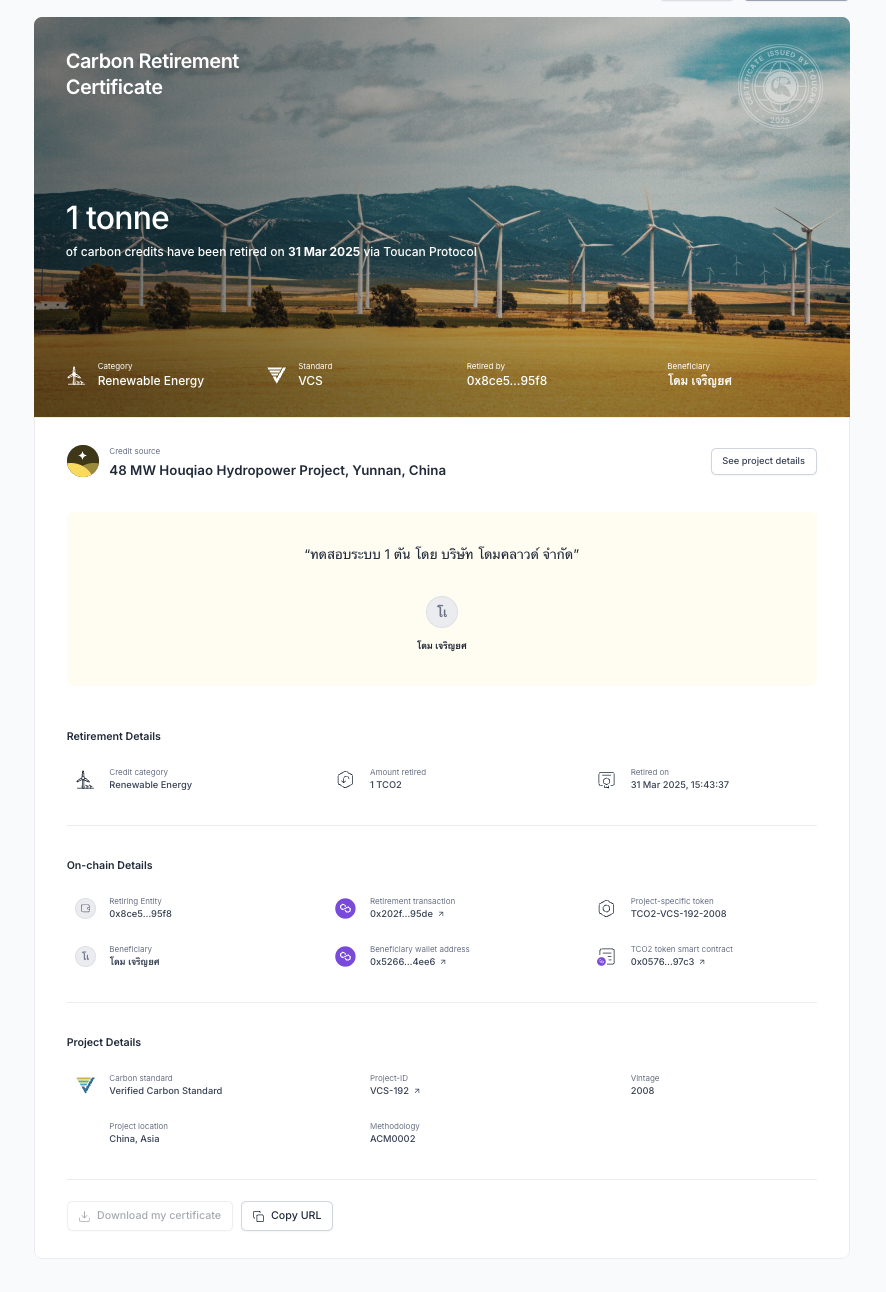 Carbon Retirement
Certificate
CERTIFICATE ISSUED BY TOUCAN
2025
1 tonne
of carbon credits have been retired on 31 Mar 2025 via Toucan Protocol
Category
Renewable Energy
Standard
VCS
Retired by
0x8ce5...95f8
Beneficiary
โดม เจริญยศ
Credit source
48 MW Houqiao Hydropower Project, Yunnan, China
See project details
“ทดสอบระบบ 1 ตัน โดย บริษัท โดมคลาวด์ จำกัด”
โเ
โดม เจริญยศ
Retirement Details
Credit category
Renewable Energy
Amount retired
1 TCO2
Retired on
31 Mar 2025, 15:43:37
On-chain Details
Retiring Entity
0x8ce5...95f8
Retirement transaction
0x202f...95de ↗
Project-specific token
TCO2-VCS-192-2008
โเ
Beneficiary
โดม เจริญยศ
Beneficiary wallet address
0x5266...4ee6 ↗
TCO2 token smart contract
0x0576...97c3 ↗
Project Details
Carbon standard
Verified Carbon Standard
Project-ID
VCS-192 ↗
Vintage
2008
Project location
China, Asia
Methodology
ACM0002
Download my certificate
Copy URL